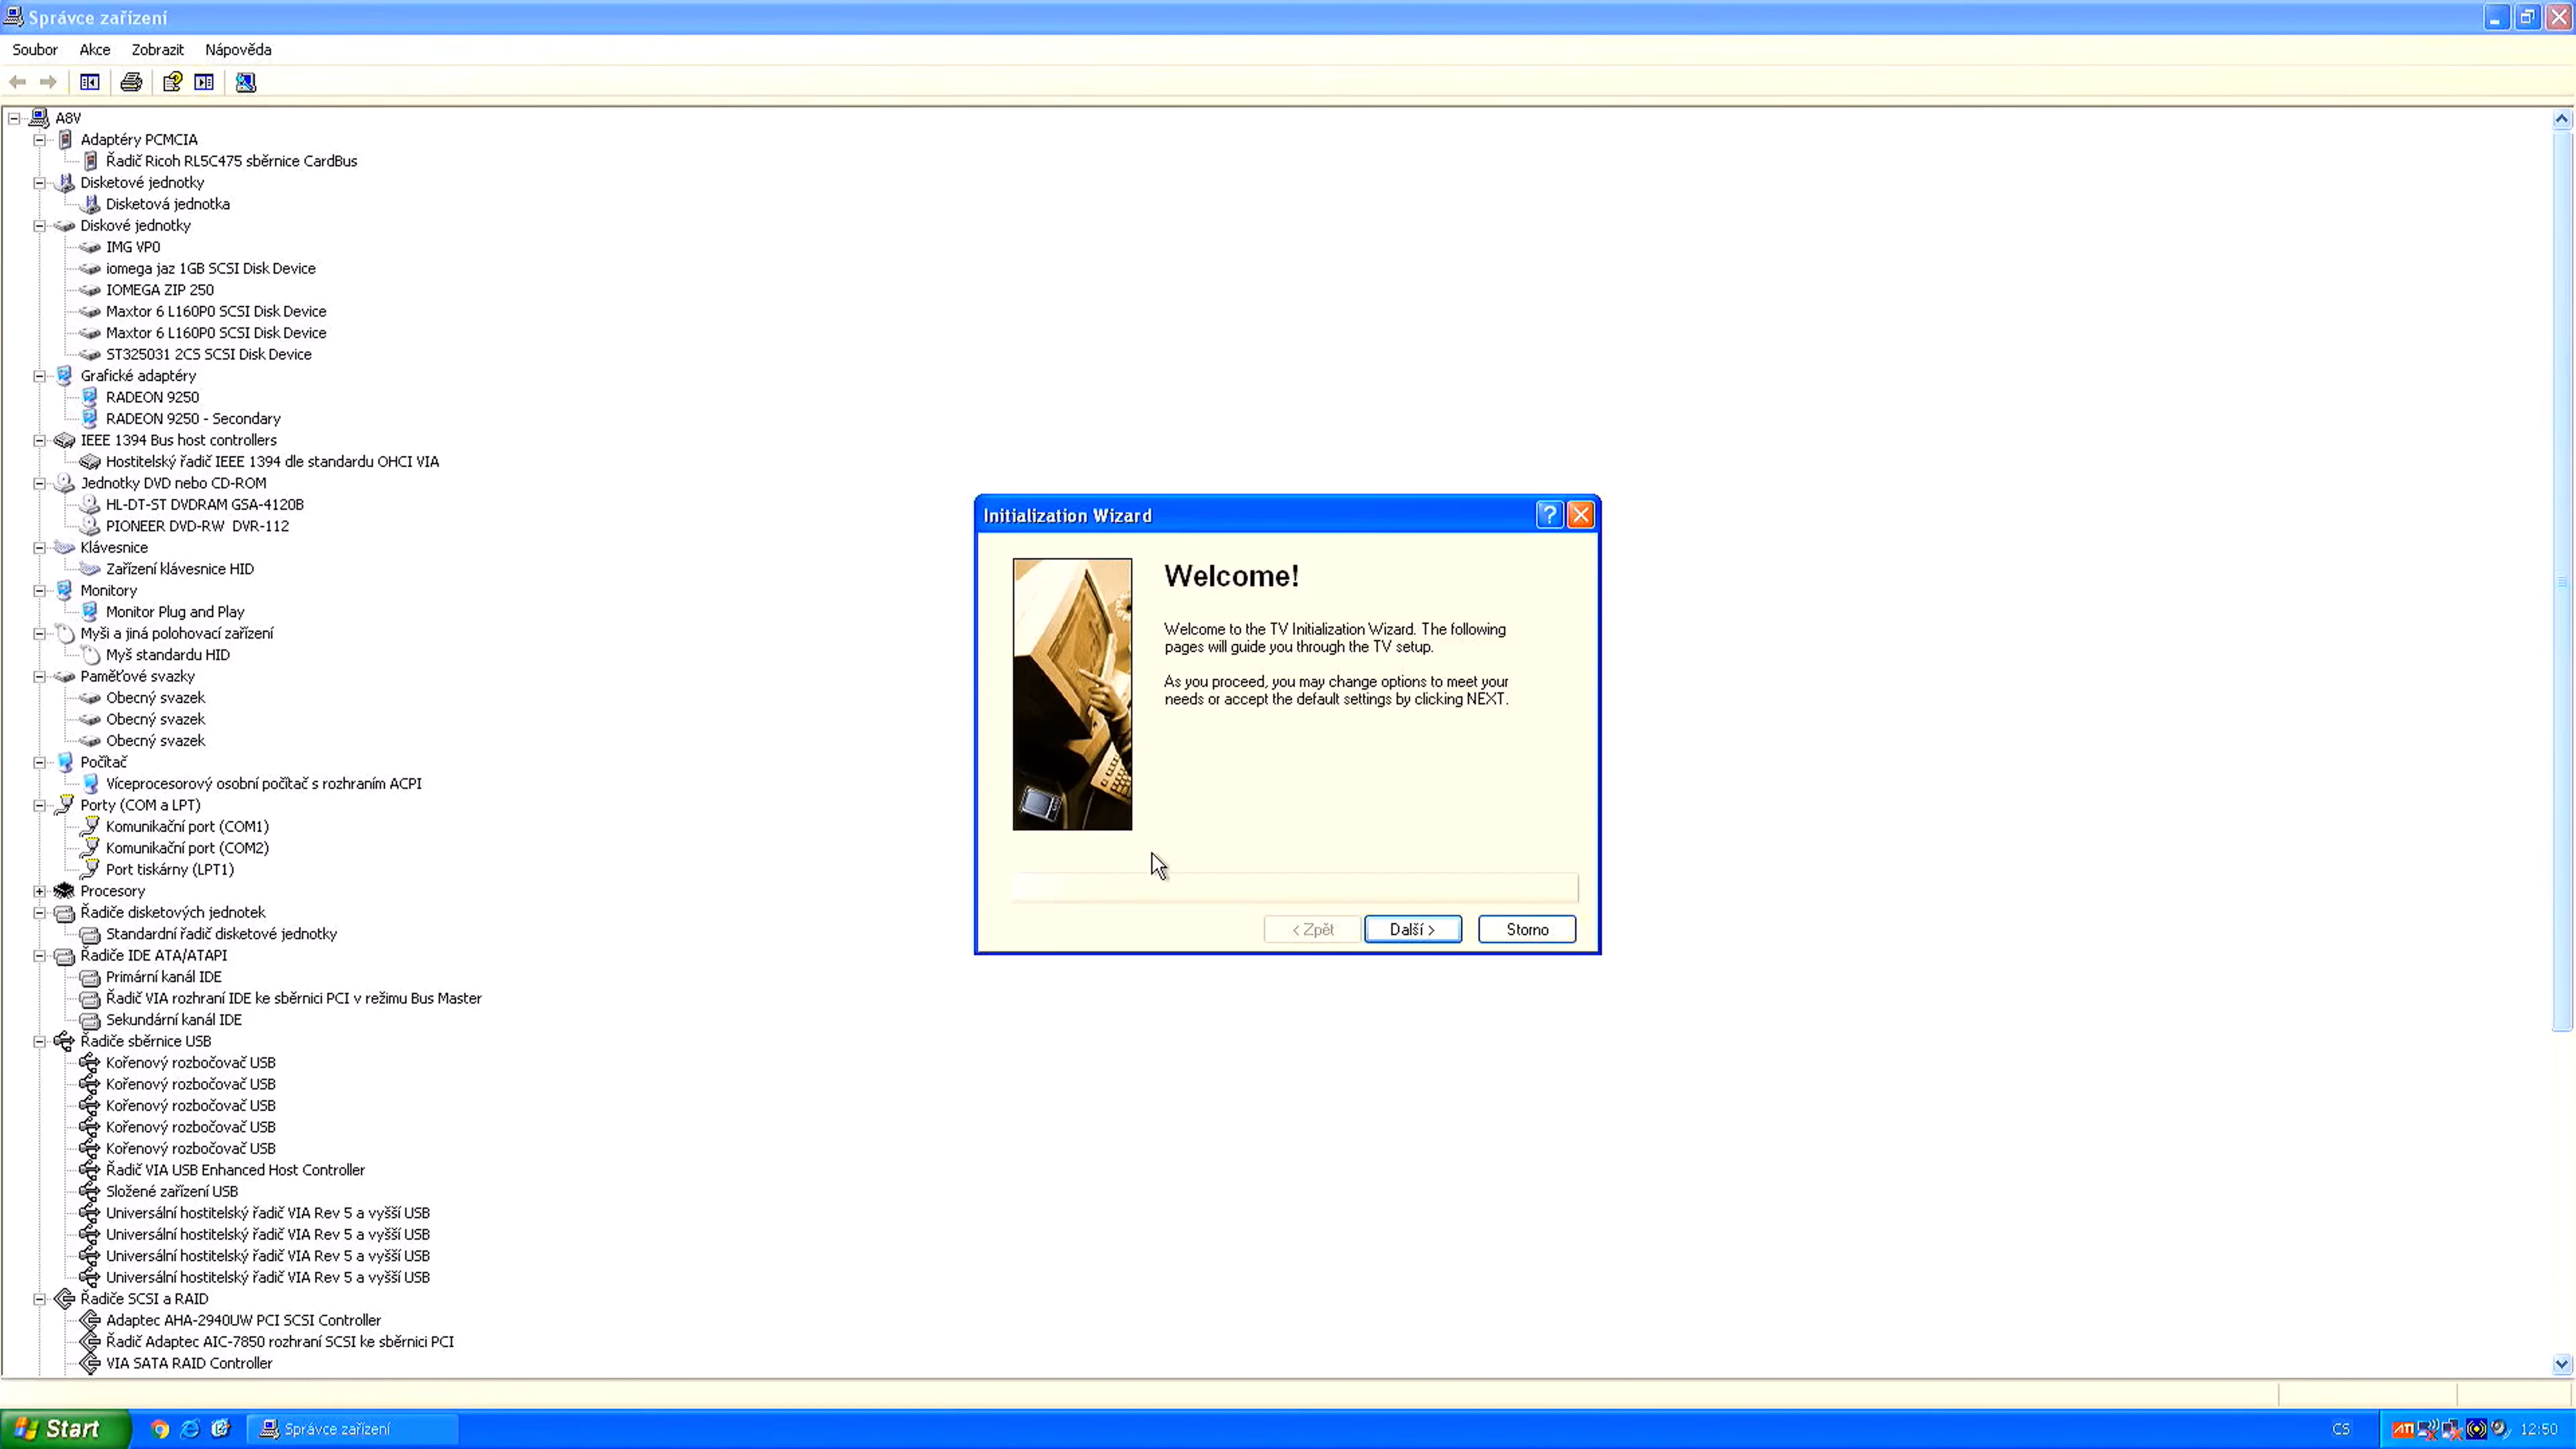 Správce zařízení
Soubor Akce Zobrazit Nápověda
A8V
Adaptéry PCMCIA
Řadič Ricoh RL5C475 sběrnice CardBus
Disketové jednotky
Disketová jednotka
Diskové jednotky
IMG VP0
iomega jaz 1GB SCSI Disk Device
IOMEGA ZIP 250
Maxtor 6 L160P0 SCSI Disk Device
Maxtor 6 L160P0 SCSI Disk Device
ST325031 2CS SCSI Disk Device
Grafické adaptéry
RADEON 9250
RADEON 9250 - Secondary
IEEE 1394 Bus host controllers
Hostitelský řadič IEEE 1394 dle standardu OHCI VIA
Jednotky DVD nebo CD-ROM
HL-DT-ST DVDRAM GSA-4120B
PIONEER DVD-RW DVR-112
Klávesnice
Zařízení klávesnice HID
Monitory
Monitor Plug and Play
Myši a jiná polohovací zařízení
Myš standardu HID
Paměťové svazky
Obecný svazek
Obecný svazek
Obecný svazek
Počítač
Víceprocesorový osobní počítač s rozhraním ACPI
Porty (COM a LPT)
Komunikační port (COM1)
Komunikační port (COM2)
Port tiskárny (LPT1)
Procesory
Řadiče disketových jednotek
Standardní řadič disketové jednotky
Řadiče IDE ATA/ATAPI
Primární kanál IDE
Řadič VIA rozhraní IDE ke sběrnici PCI v režimu Bus Master
Sekundární kanál IDE
Řadiče sběrnice USB
Kořenový rozbočovač USB
Kořenový rozbočovač USB
Kořenový rozbočovač USB
Kořenový rozbočovač USB
Kořenový rozbočovač USB
Řadič VIA USB Enhanced Host Controller
Složené zařízení USB
Universální hostitelský řadič VIA Rev 5 a vyšší USB
Universální hostitelský řadič VIA Rev 5 a vyšší USB
Universální hostitelský řadič VIA Rev 5 a vyšší USB
Universální hostitelský řadič VIA Rev 5 a vyšší USB
Řadiče SCSI a RAID
Adaptec AHA-2940UW PCI SCSI Controller
Řadič Adaptec AIC-7850 rozhraní SCSI ke sběrnici PCI
VIA SATA RAID Controller
Initialization Wizard
Welcome!
Welcome to the TV Initialization Wizard. The following
pages will guide you through the TV setup.
As you proceed, you may change options to meet your
needs or accept the default settings by clicking NEXT.
< Zpět Další > Storno
Start Správce zařízení CS ATI 12:50